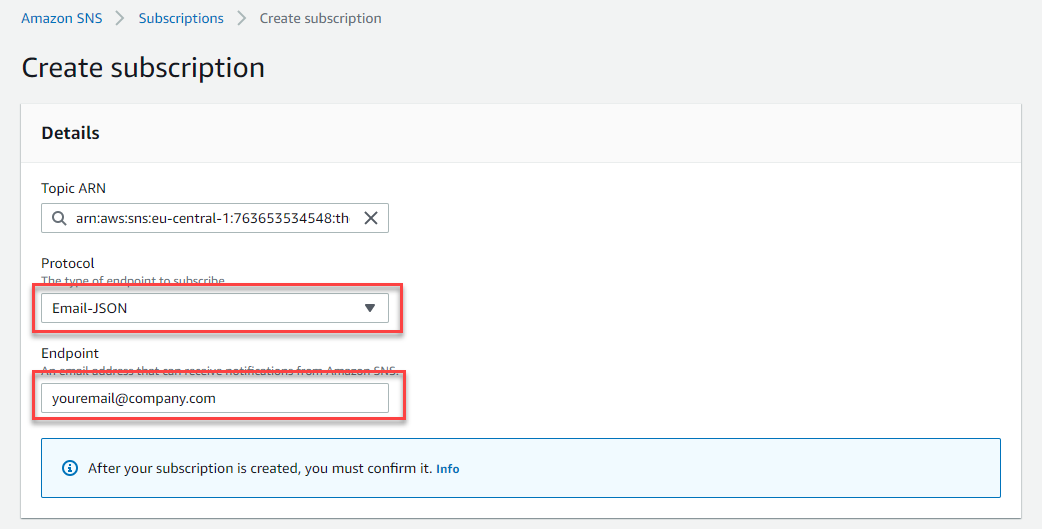 Amazon SNS > Subscriptions > Create subscription
Create subscription
Details
Topic ARN
arn:aws:sns:eu-central-1:763653534548:th
Protocol
The type of endpoint to subscribe
Email-JSON
Endpoint
An email address that can receive notifications from Amazon SNS.
youremail@company.com
After your subscription is created, you must confirm it. Info